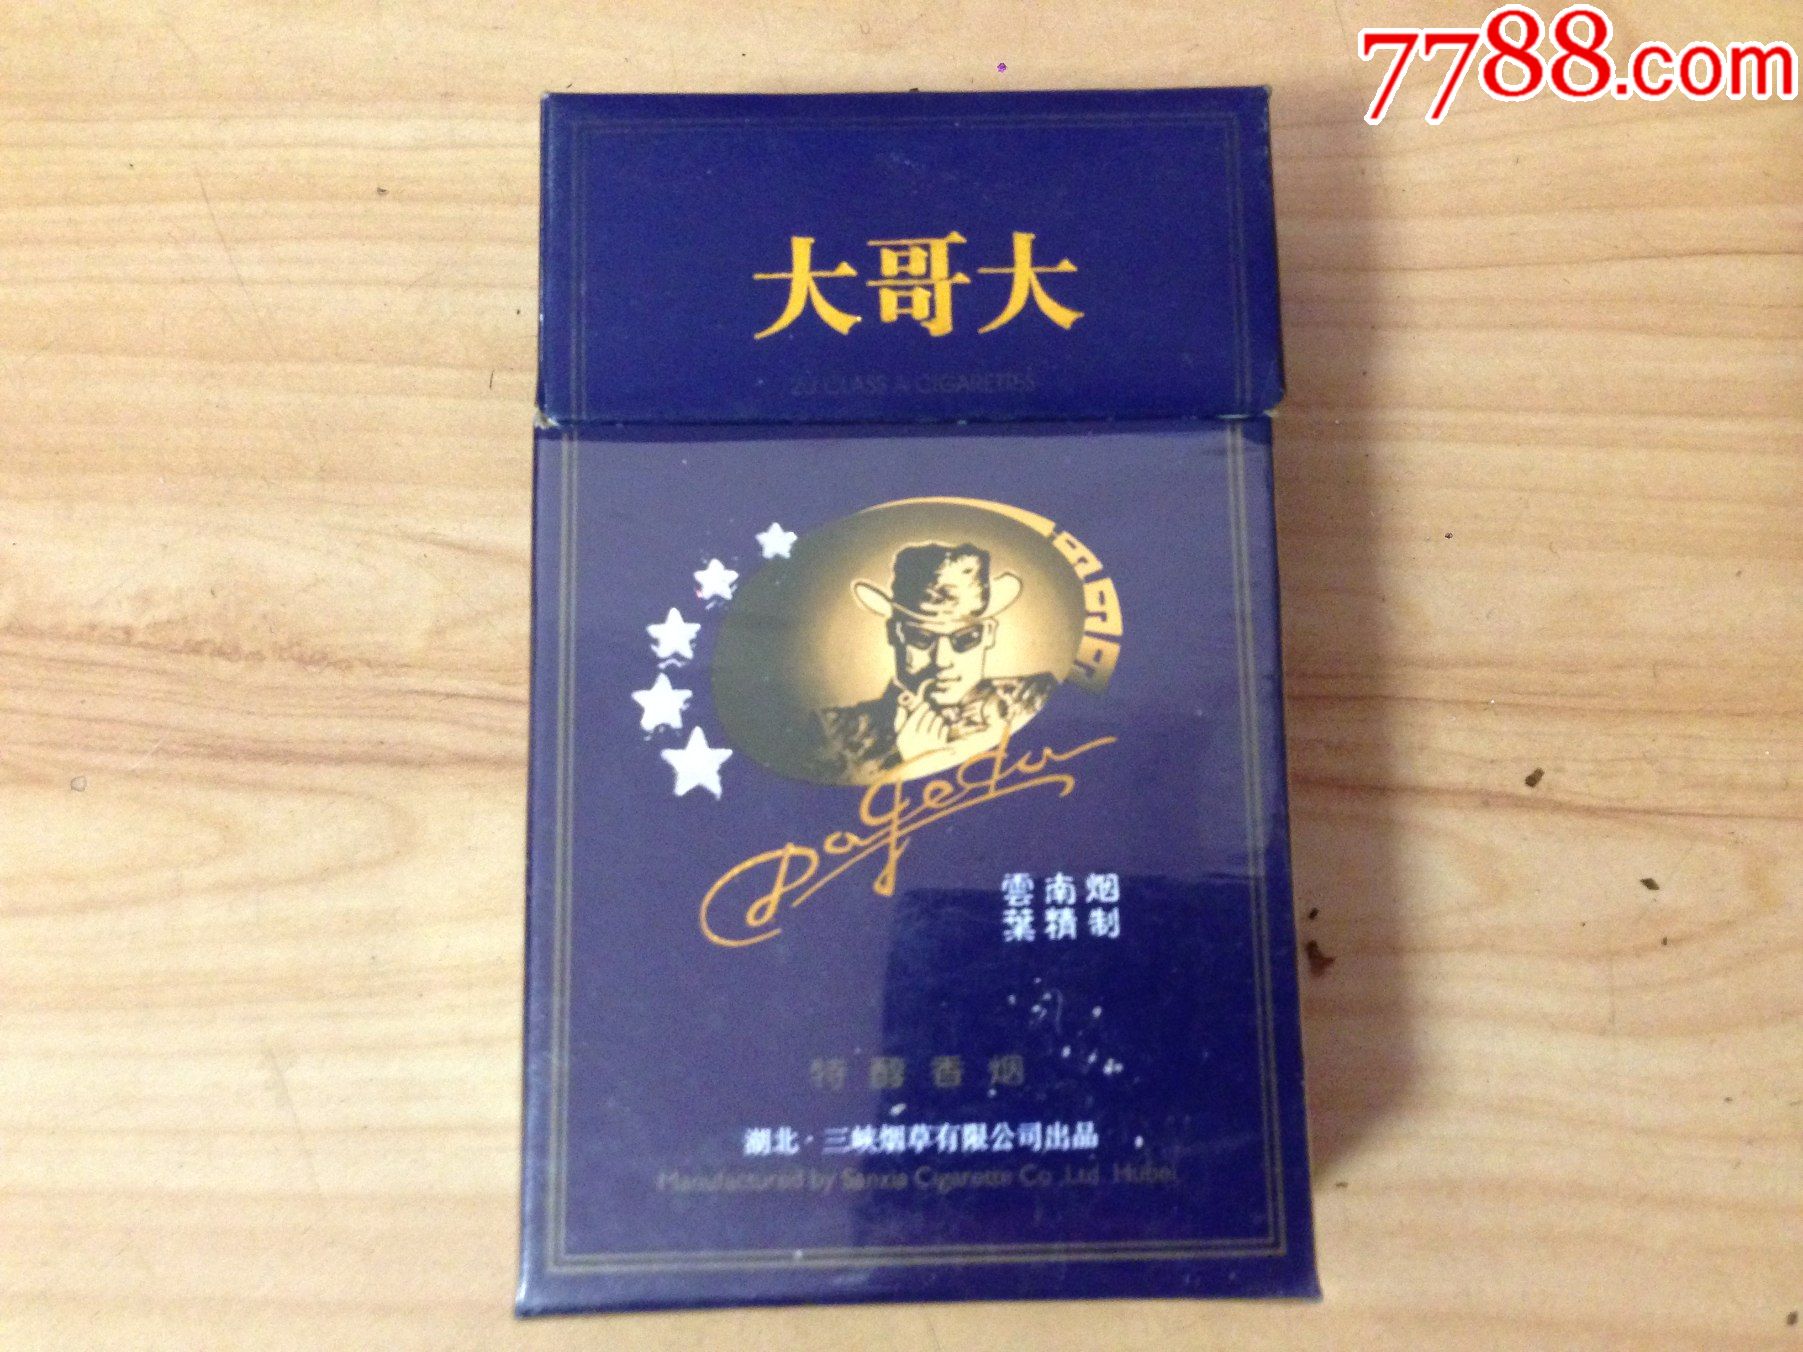 7788.com
大哥大
20 CLASS A CIGARETTES
DaGeDa
雲南烟
葉精制
特醇香烟
湖北·三峡烟草有限公司出品
Manufactured by Sanxia Cigarette Co.,Ltd. Hubei.